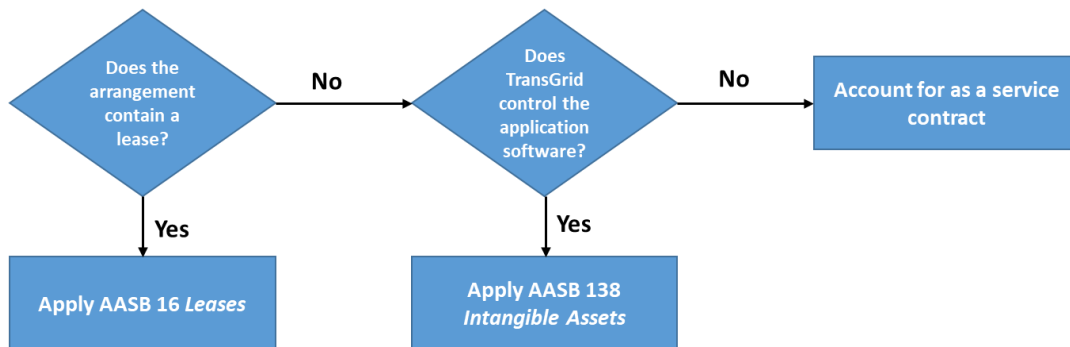 Does the
arrangement
contain a
lease?
No
Does
TransGrid
control the
application
software?
No
Account for as a service
contract
Yes
Yes
Apply AASB 16 Leases
Apply AASB 138
Intangible Assets